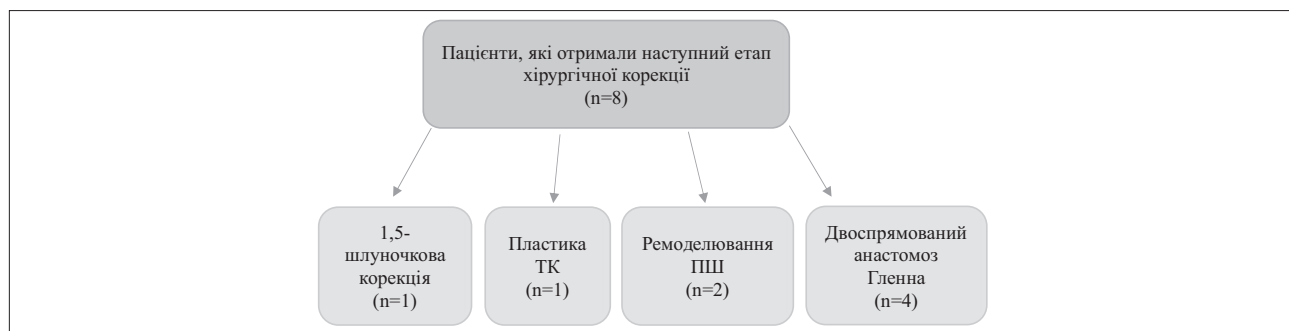 Пацієнти, які отримали наступний етап
хірургічної корекції
(n=8)
1,5-
шлуночкова
корекція
(n=1)
Пластика
ТК
(n=1)
Ремоделювання
ПШ
(n=2)
Двоспрямований
анастомоз
Гленна
(n=4)